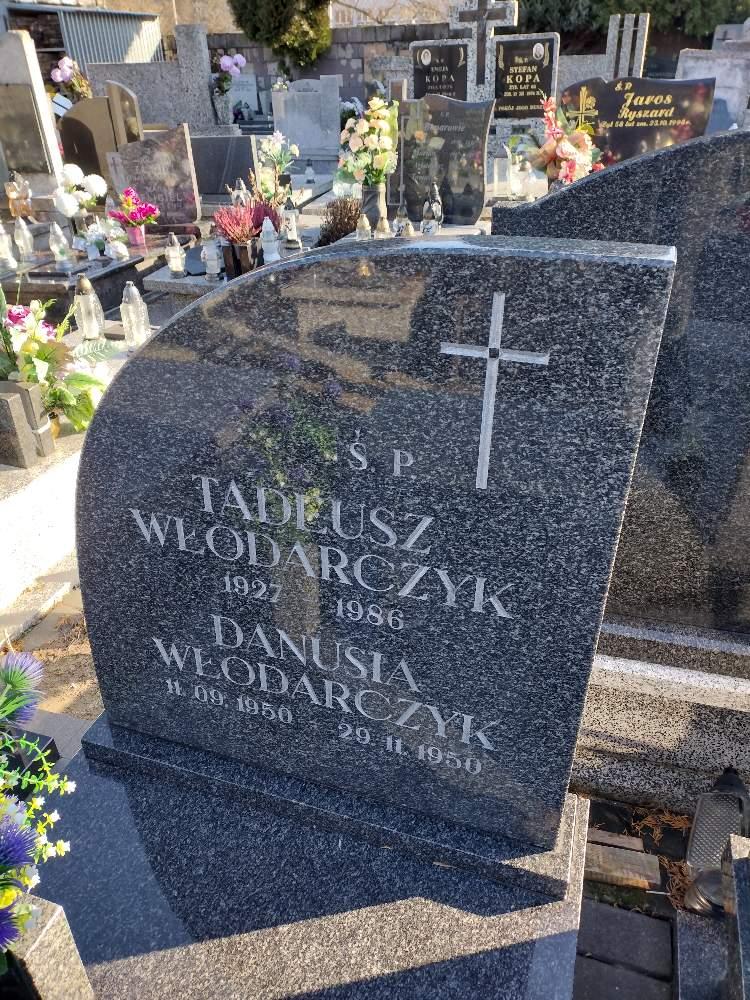 KOPA
STEFAN
KOPA
Ś.P.
Jaros
Ryszard
Ś. P.
TADEUSZ
WŁODARCZYK
1927 1986
DANUSIA
WŁODARCZYK
11.09.1950 29.11.1950